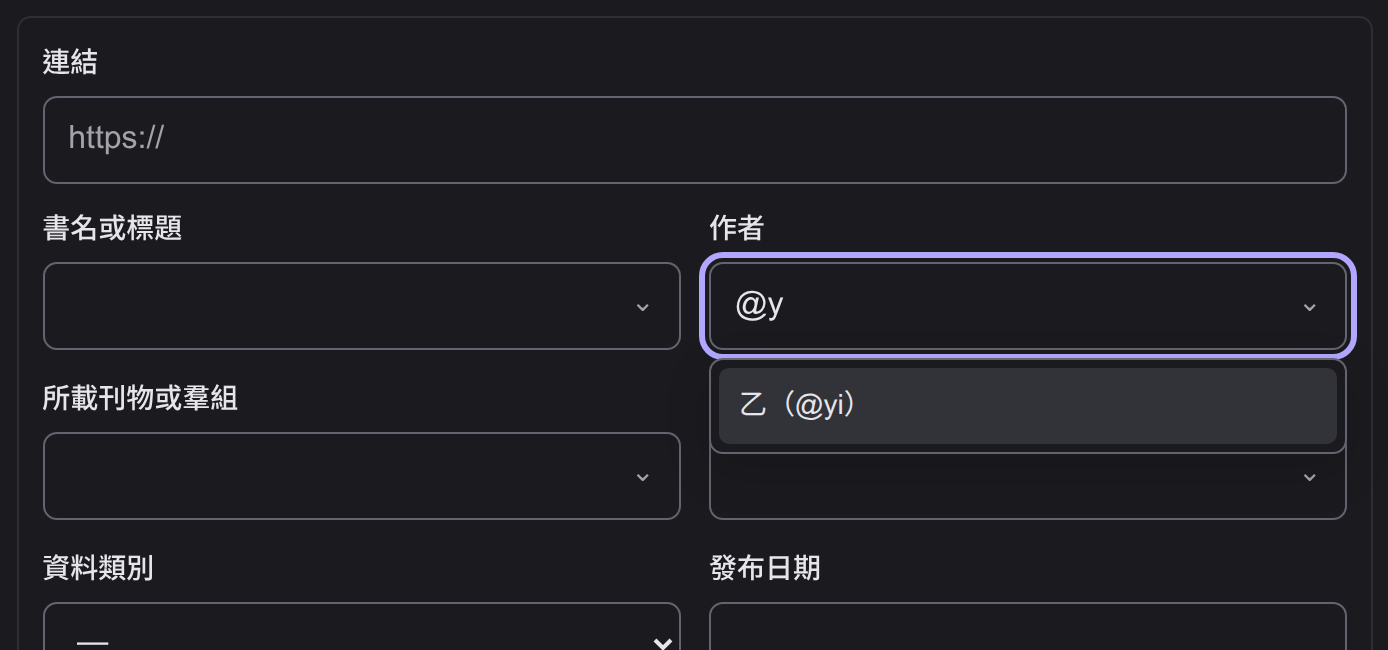 連結
https://
書名或標題
作者
@y
乙（@yi）
所載刊物或羣組
資料類別
發布日期
—